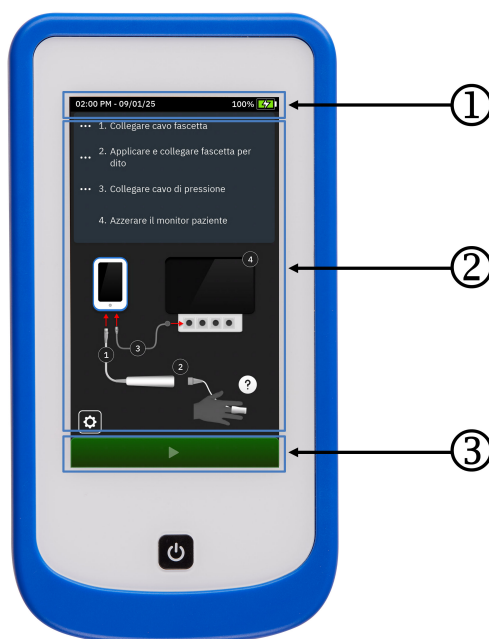 02:00 PM - 09/01/25 100%
••• 1. Collegare cavo fascetta
••• 2. Applicare e collegare fascetta per
dito
••• 3. Collegare cavo di pressione
4. Azzerare il monitor paziente
4
1
3
2
?
①
②
③